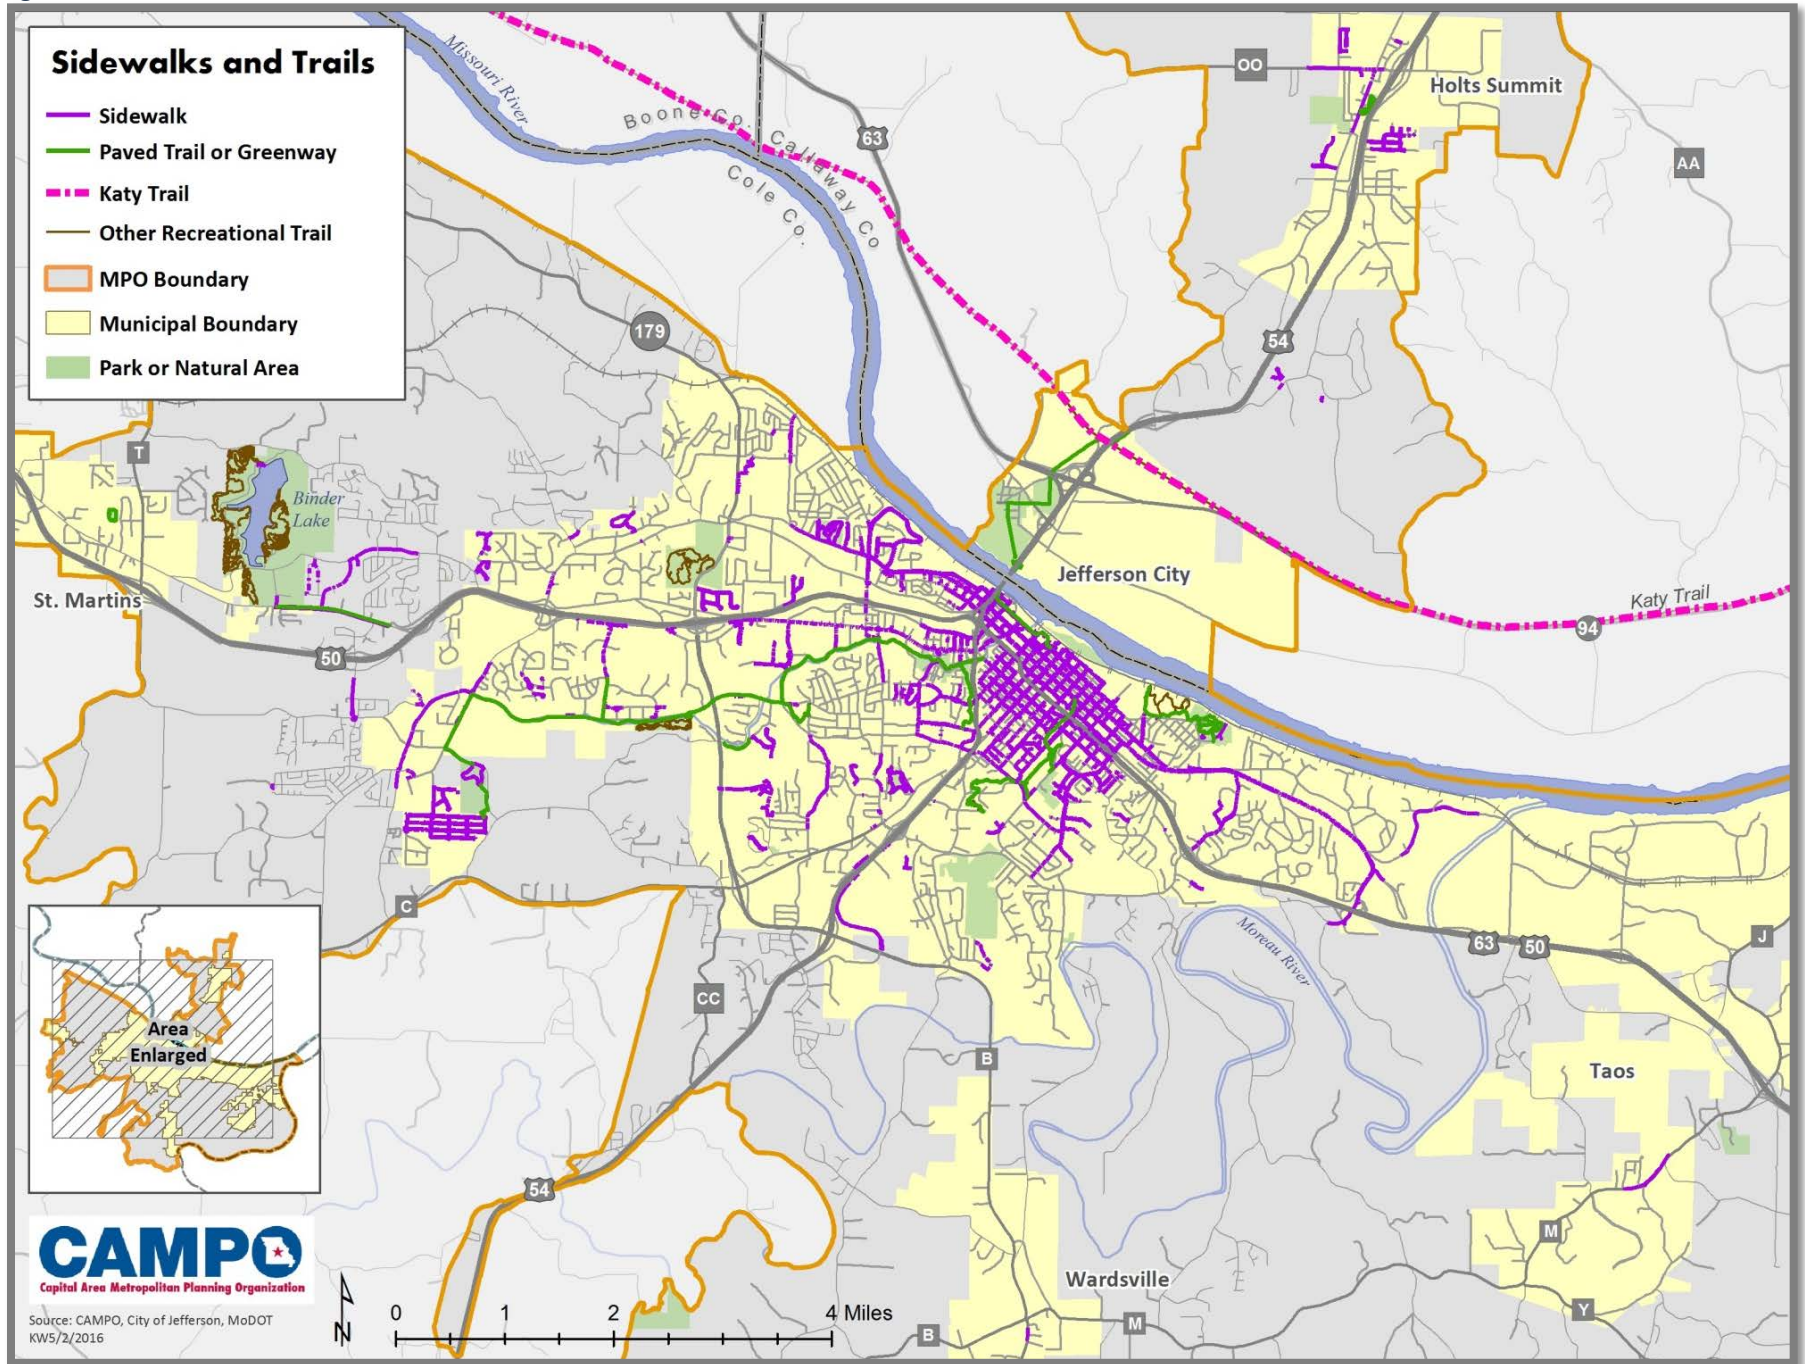 Sidewalks and Trails
Sidewalk
Paved Trail or Greenway
Katy Trail
Other Recreational Trail
MPO Boundary
Municipal Boundary
Park or Natural Area
Missouri River
Boone Co.
Callaway Co
Cole Co.
63
OO
Holts Summit
AA
179
54
T
Binder
Lake
St. Martins
50
Jefferson City
Katy Trail
94
C
CC
Moreau River
63
50
J
B
Taos
54
M
Wardsville
Y
B
M
Area
Enlarged
CAMPO
Capital Area Metropolitan Planning Organization
Source: CAMPO, City of Jefferson, MoDOT
KW5/2/2016
N
0 1 2 4 Miles